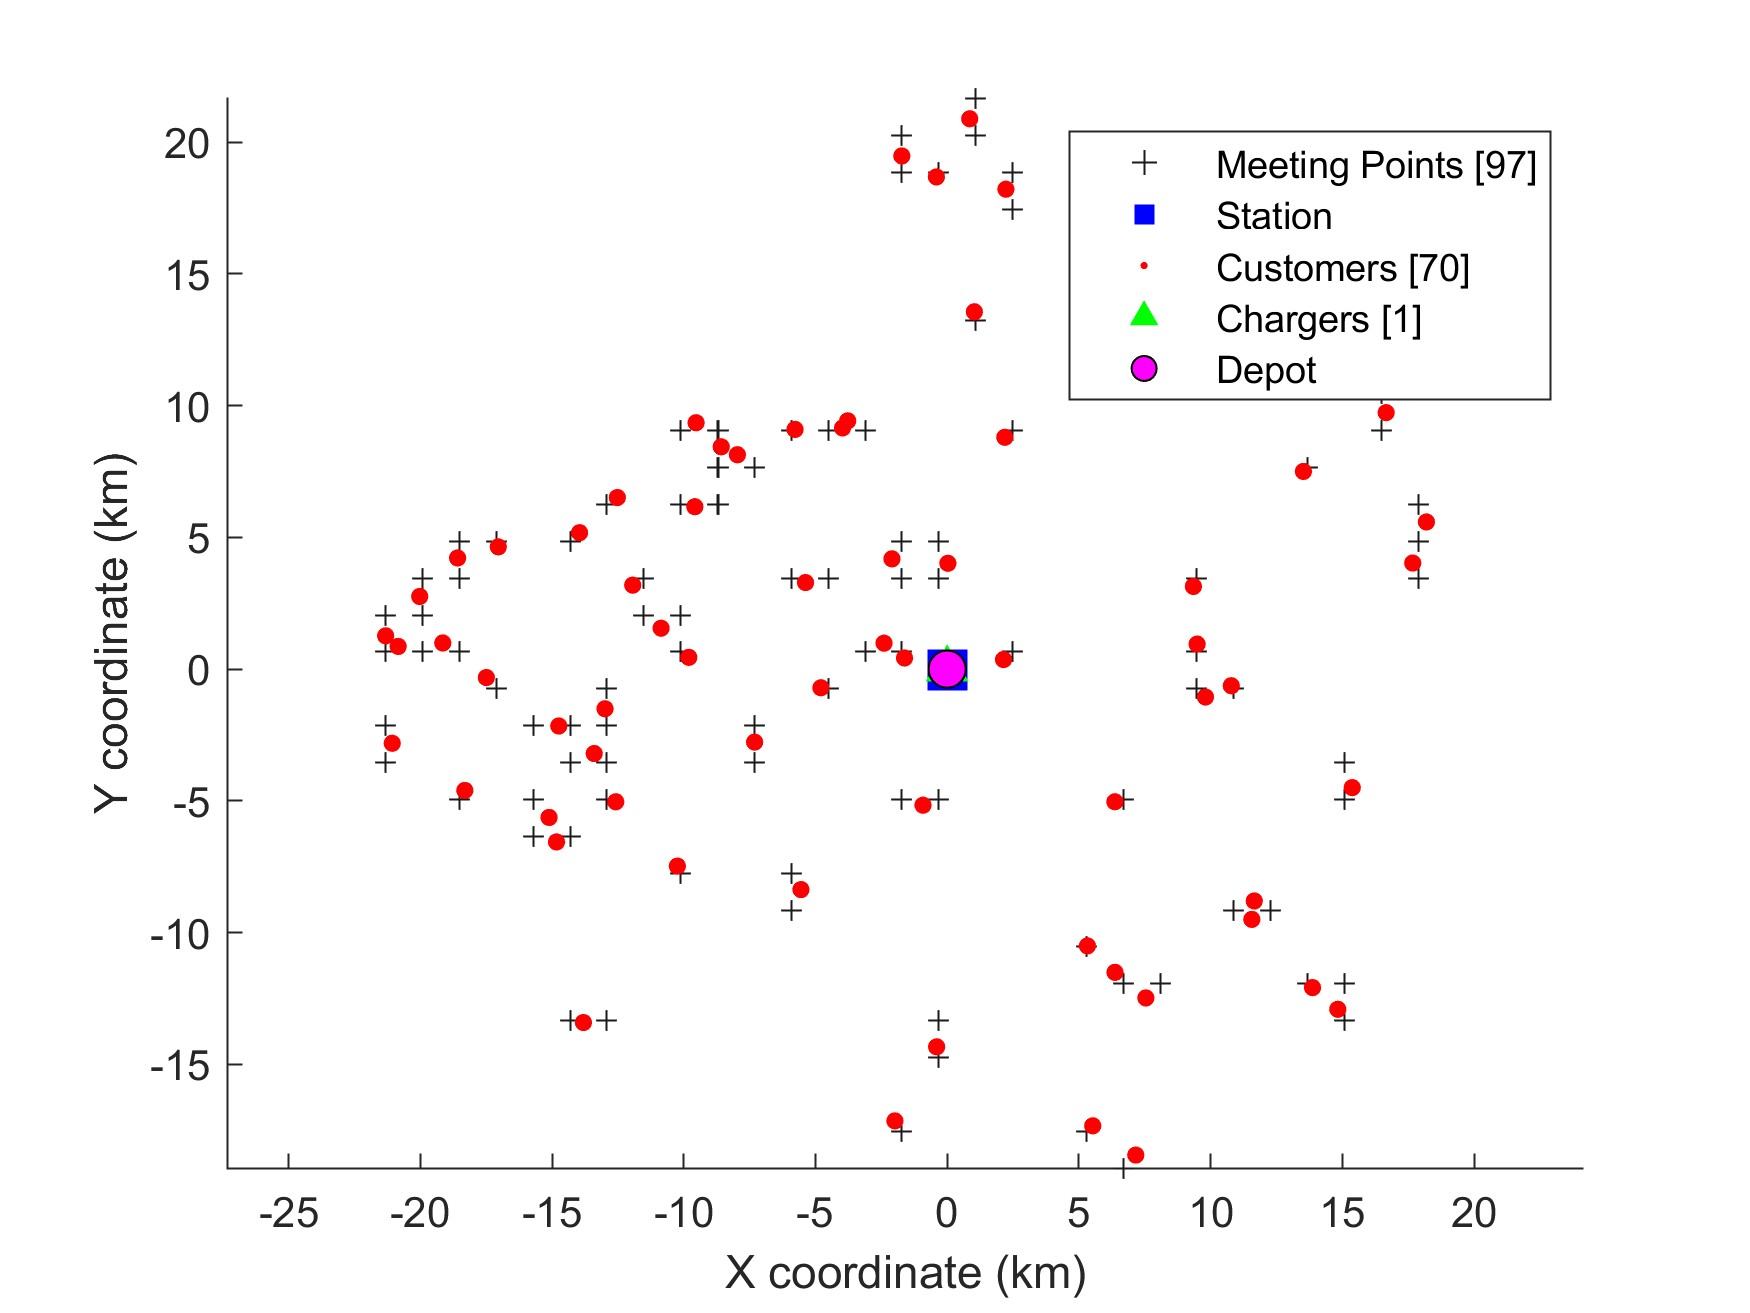 20
15
10
5
0
-5
-10
-15
Y coordinate (km)
Meeting Points [97]
Station
Customers [70]
Chargers [1]
Depot
-25 -20 -15 -10 -5 0 5 10 15 20
X coordinate (km)